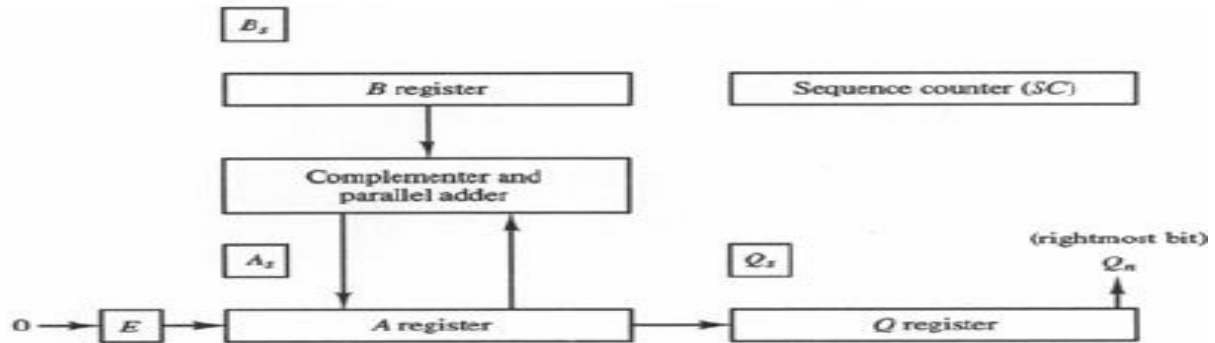 Bs
B register
Sequence counter (SC)
Complementer and
parallel adder
(rightmost bit)
As
Qs
Qn
0
E
A register
Q register